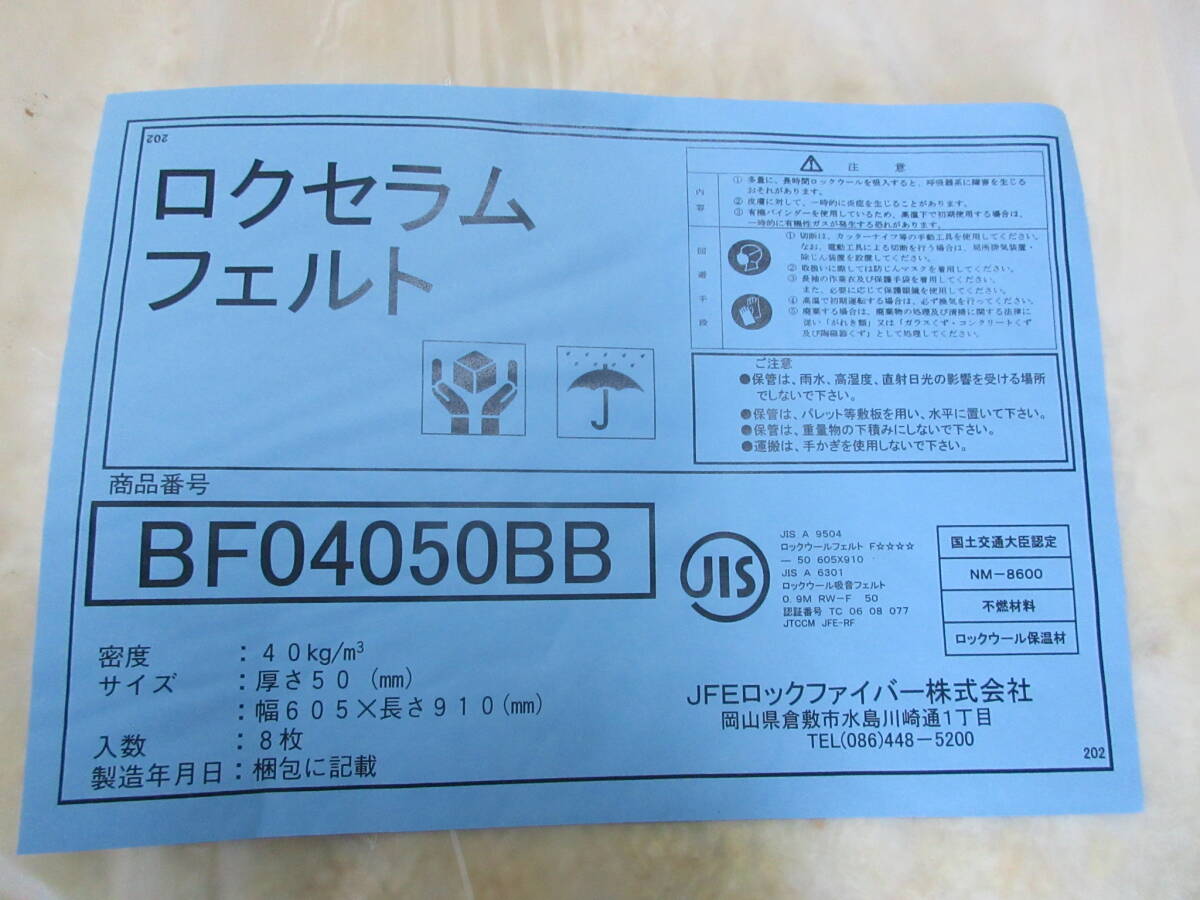 202
ロクセラム
フェルト
注 意
内容
① 多量に、長時間ロックウールを吸入すると、呼吸器系に障害を生じる
おそれがあります。
② 皮膚に対して、一時的に炎症を生じることがあります。
③ 有機バインダーを使用しているため、高温下で初期使用する場合は、
一時的に有機性ガスが発生する恐れがあります。
回避手段
① 切断は、カッターナイフ等の手動工具を使用してください。
なお、電動工具による切断を行う場合は、局所排気装置・
除じん装置を設置してください。
② 取扱いに際しては防じんマスクを着用してください。
③ 長袖の作業衣及び保護手袋を着用してください。
また、必要に応じて保護眼鏡を使用してください。
④ 高温で初期運転する場合は、必ず換気を行ってください。
⑤ 廃棄する場合は、廃棄物の処理及び清掃に関する法律に
従い「がれき類」又は「ガラスくず・コンクリートくず
及び陶磁器くず」として処理してください。
ご注意
●保管は、雨水、高湿度、直射日光の影響を受ける場所
でしないで下さい。
●保管は、パレット等敷板を用い、水平に置いて下さい。
●保管は、重量物の下積みにしないで下さい。
●運搬は、手かぎを使用しないで下さい。
商品番号
BF04050BB
JIS
JIS A 9504
ロックウールフェルト F☆☆☆☆
－50 605X910
JIS A 6301
ロックウール吸音フェルト
0.9M RW－F 50
認証番号 TC 06 08 077
JTCCM JFE-RF
国土交通大臣認定
NM－8600
不燃材料
ロックウール保温材
密度 ：40kg/m³
サイズ ：厚さ50 (mm)
：幅605×長さ910(mm)
入数 ：8枚
製造年月日：梱包に記載
JFEロックファイバー株式会社
岡山県倉敷市水島川崎通1丁目
TEL(086)448－5200
202